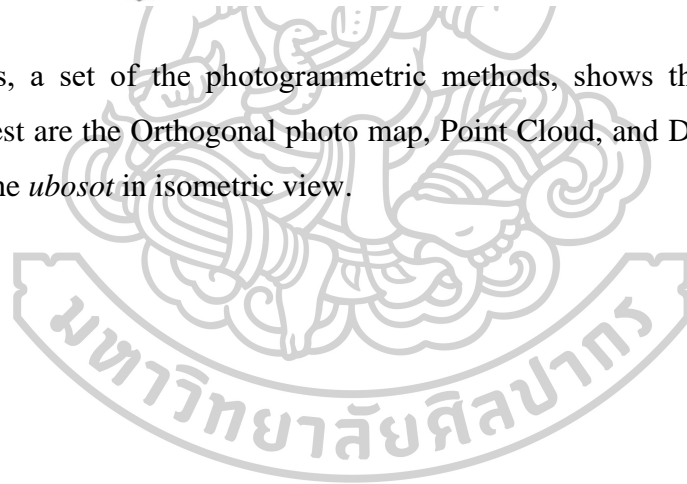 s, a set of the photogrammetric methods, shows th
est are the Orthogonal photo map, Point Cloud, and D
ne ubosot in isometric view.
มหาวิทยาลัยศิลปากร